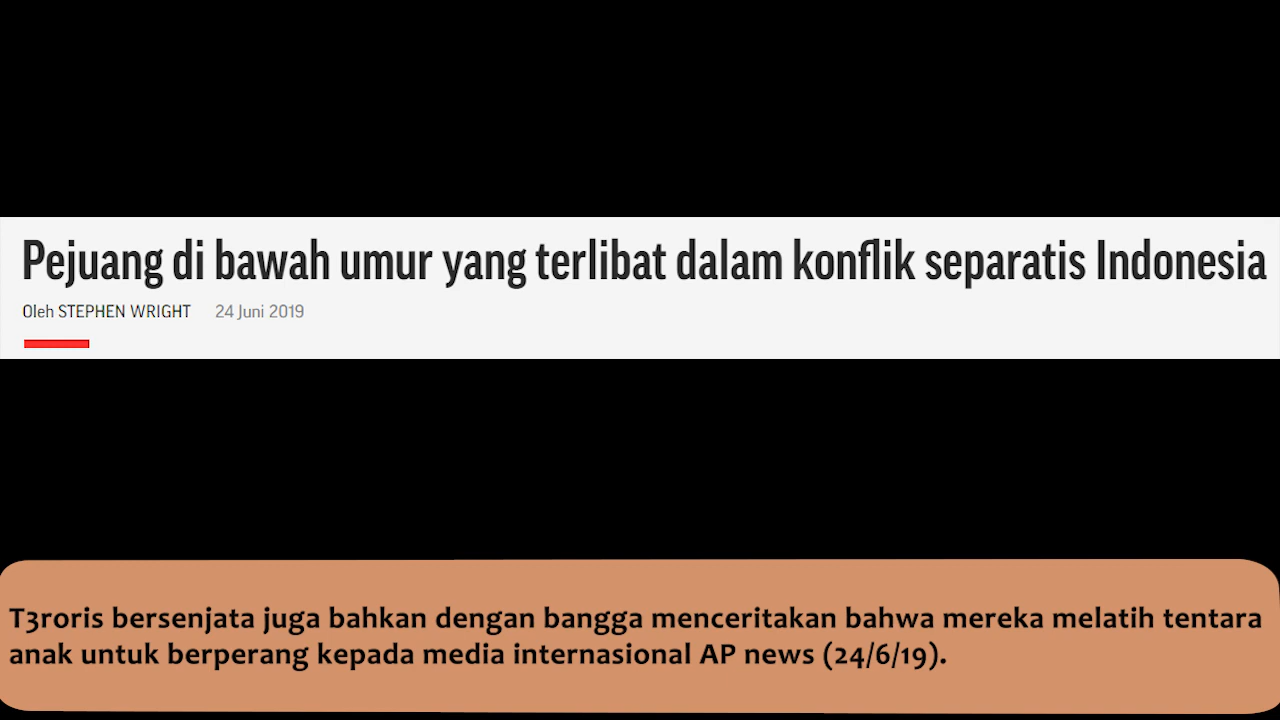 Pejuang di bawah umur yang terlibat dalam konflik separatis Indonesia
Oleh STEPHEN WRIGHT 24 Juni 2019
T3roris bersenjata juga bahkan dengan bangga menceritakan bahwa mereka melatih tentara
anak untuk berperang kepada media internasional AP news (24/6/19).